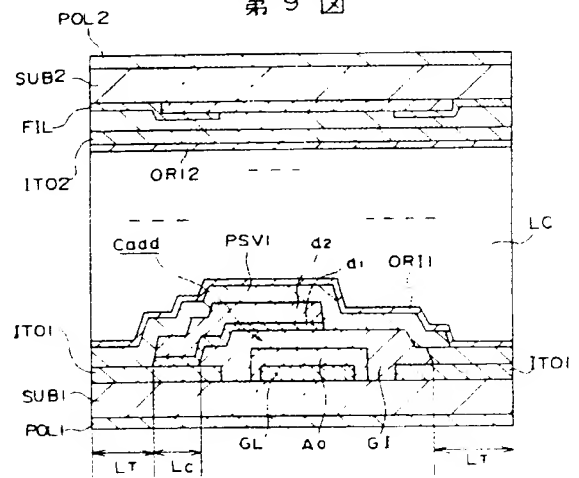 第9図
POL2
SUB2
FIL
ITO2
ORI2
LC
Cadd
PSV1
d2
d1
ORI1
ITO1
ITO1
SUB1
POL1
GL
AO
GI
LT
LC
LT